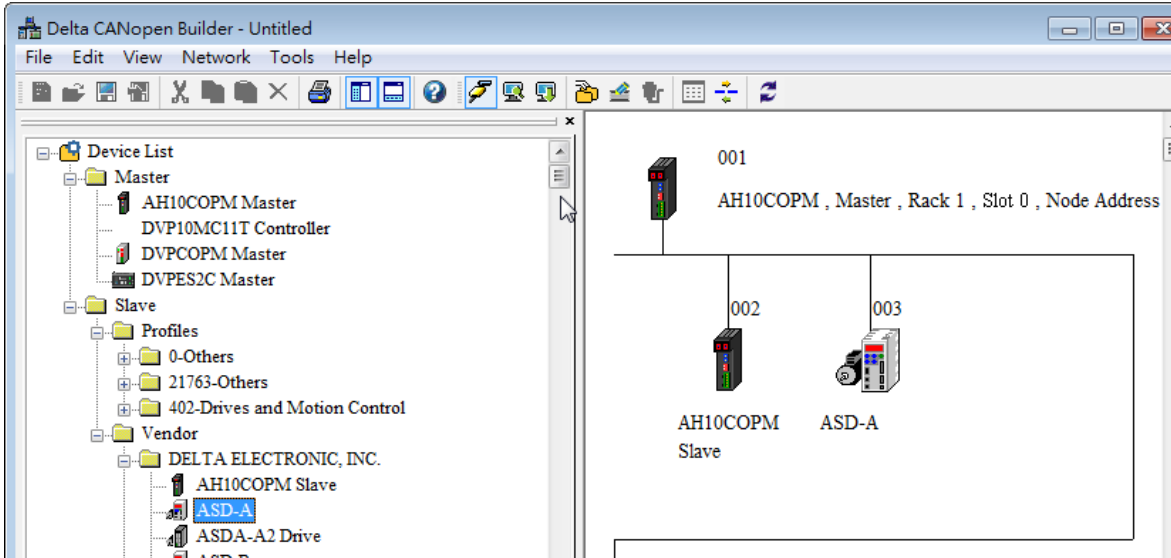 Delta CANopen Builder - Untitled
File Edit View Network Tools Help
Device List
Master
AH10COPM Master
DVP10MC11T Controller
DVPCOPM Master
DVPES2C Master
Slave
Profiles
0-Others
21763-Others
402-Drives and Motion Control
Vendor
DELTA ELECTRONIC, INC.
AH10COPM Slave
ASD-A
ASDA-A2 Drive
001
AH10COPM , Master , Rack 1 , Slot 0 , Node Address
002 003
AH10COPM ASD-A
Slave